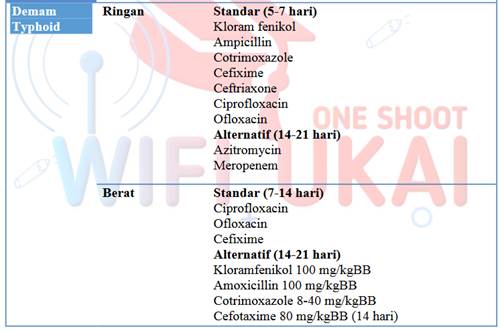 Demam Typhoid
Ringan
Standar (5-7 hari)
Kloram fenikol
Ampicillin
Cotrimoxazole
Cefixime
Ceftriaxone
Ciprofloxacin
Ofloxacin
Alternatif (14-21 hari)
Azitromycin
Meropenem
Berat
Standar (7-14 hari)
Ciprofloxacin
Ofloxacin
Cefixime
Alternatif (14-21 hari)
Kloramfenikol 100 mg/kgBB
Amoxicillin 100 mg/kgBB
Cotrimoxazole 8-40 mg/kgBB
Cefotaxime 80 mg/kgBB (14 hari)
ONE SHOOT
WIFI UKAI